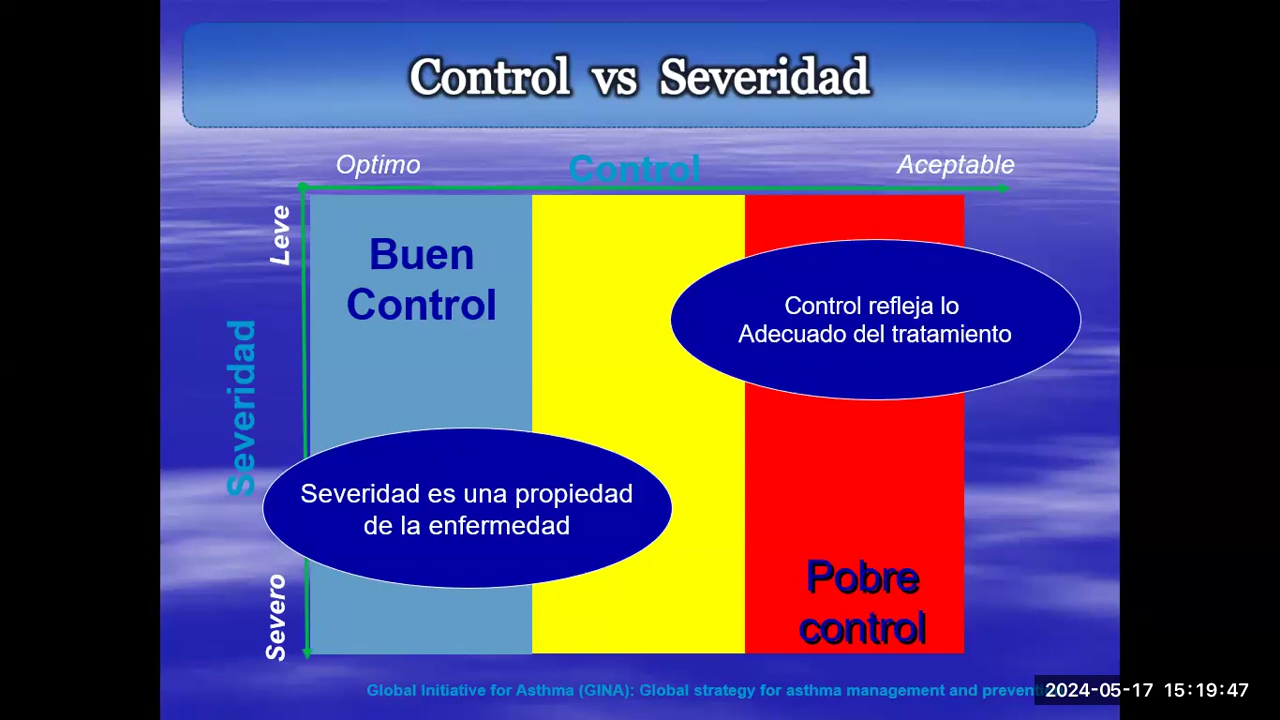 Control vs Severidad
Optimo
Control
Aceptable
Leve
Severidad
Severo
Buen
Control
Control refleja lo
Adecuado del tratamiento
Severidad es una propiedad
de la enfermedad
Pobre
control
Global Initiative for Asthma (GINA): Global strategy for asthma management and
2024-05-17 15:19:47